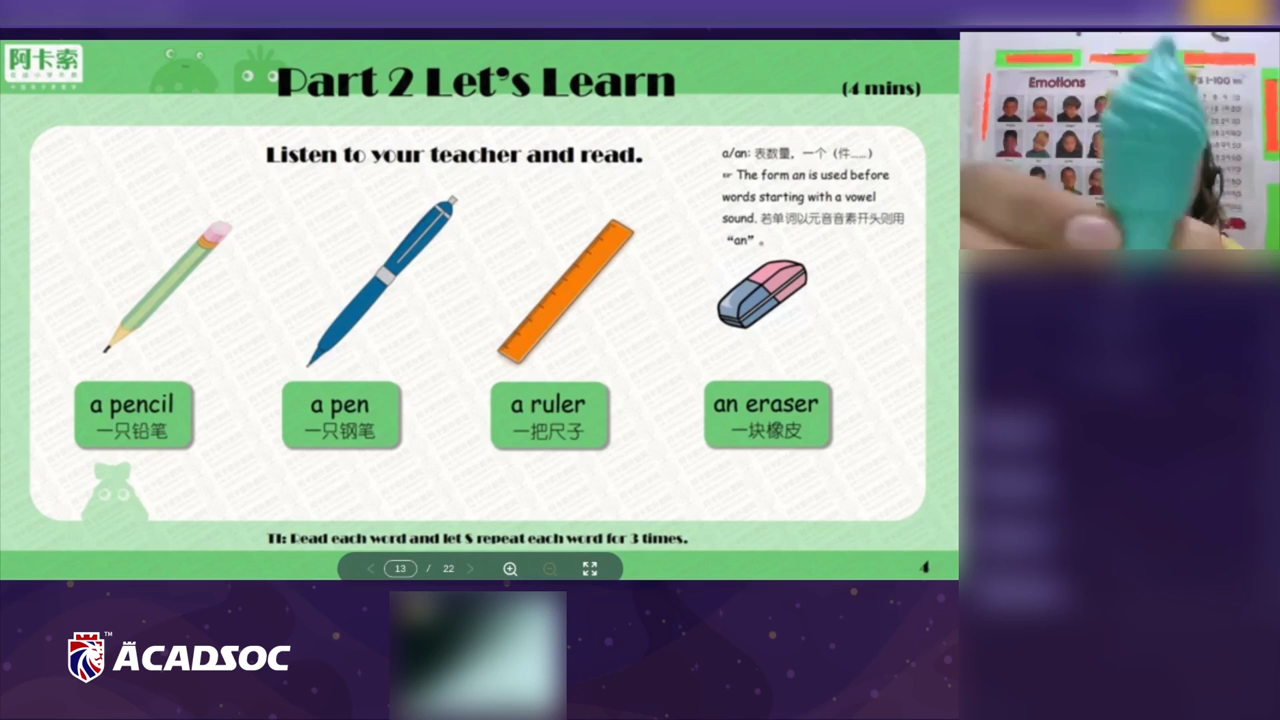 阿卡索
Part 2 Let's Learn
(4 mins)
Listen to your teacher and read.
a/an: 表数量，一个（件……）
☞ The form an is used before
words starting with a vowel
sound. 若单词以元音音素开头则用
“an”。
a pencil
一只铅笔
a pen
一只钢笔
a ruler
一把尺子
an eraser
一块橡皮
T1: Read each word and let S repeat each word for 3 times.
13 / 22
4
ACADSOC™
Emotions
1-100